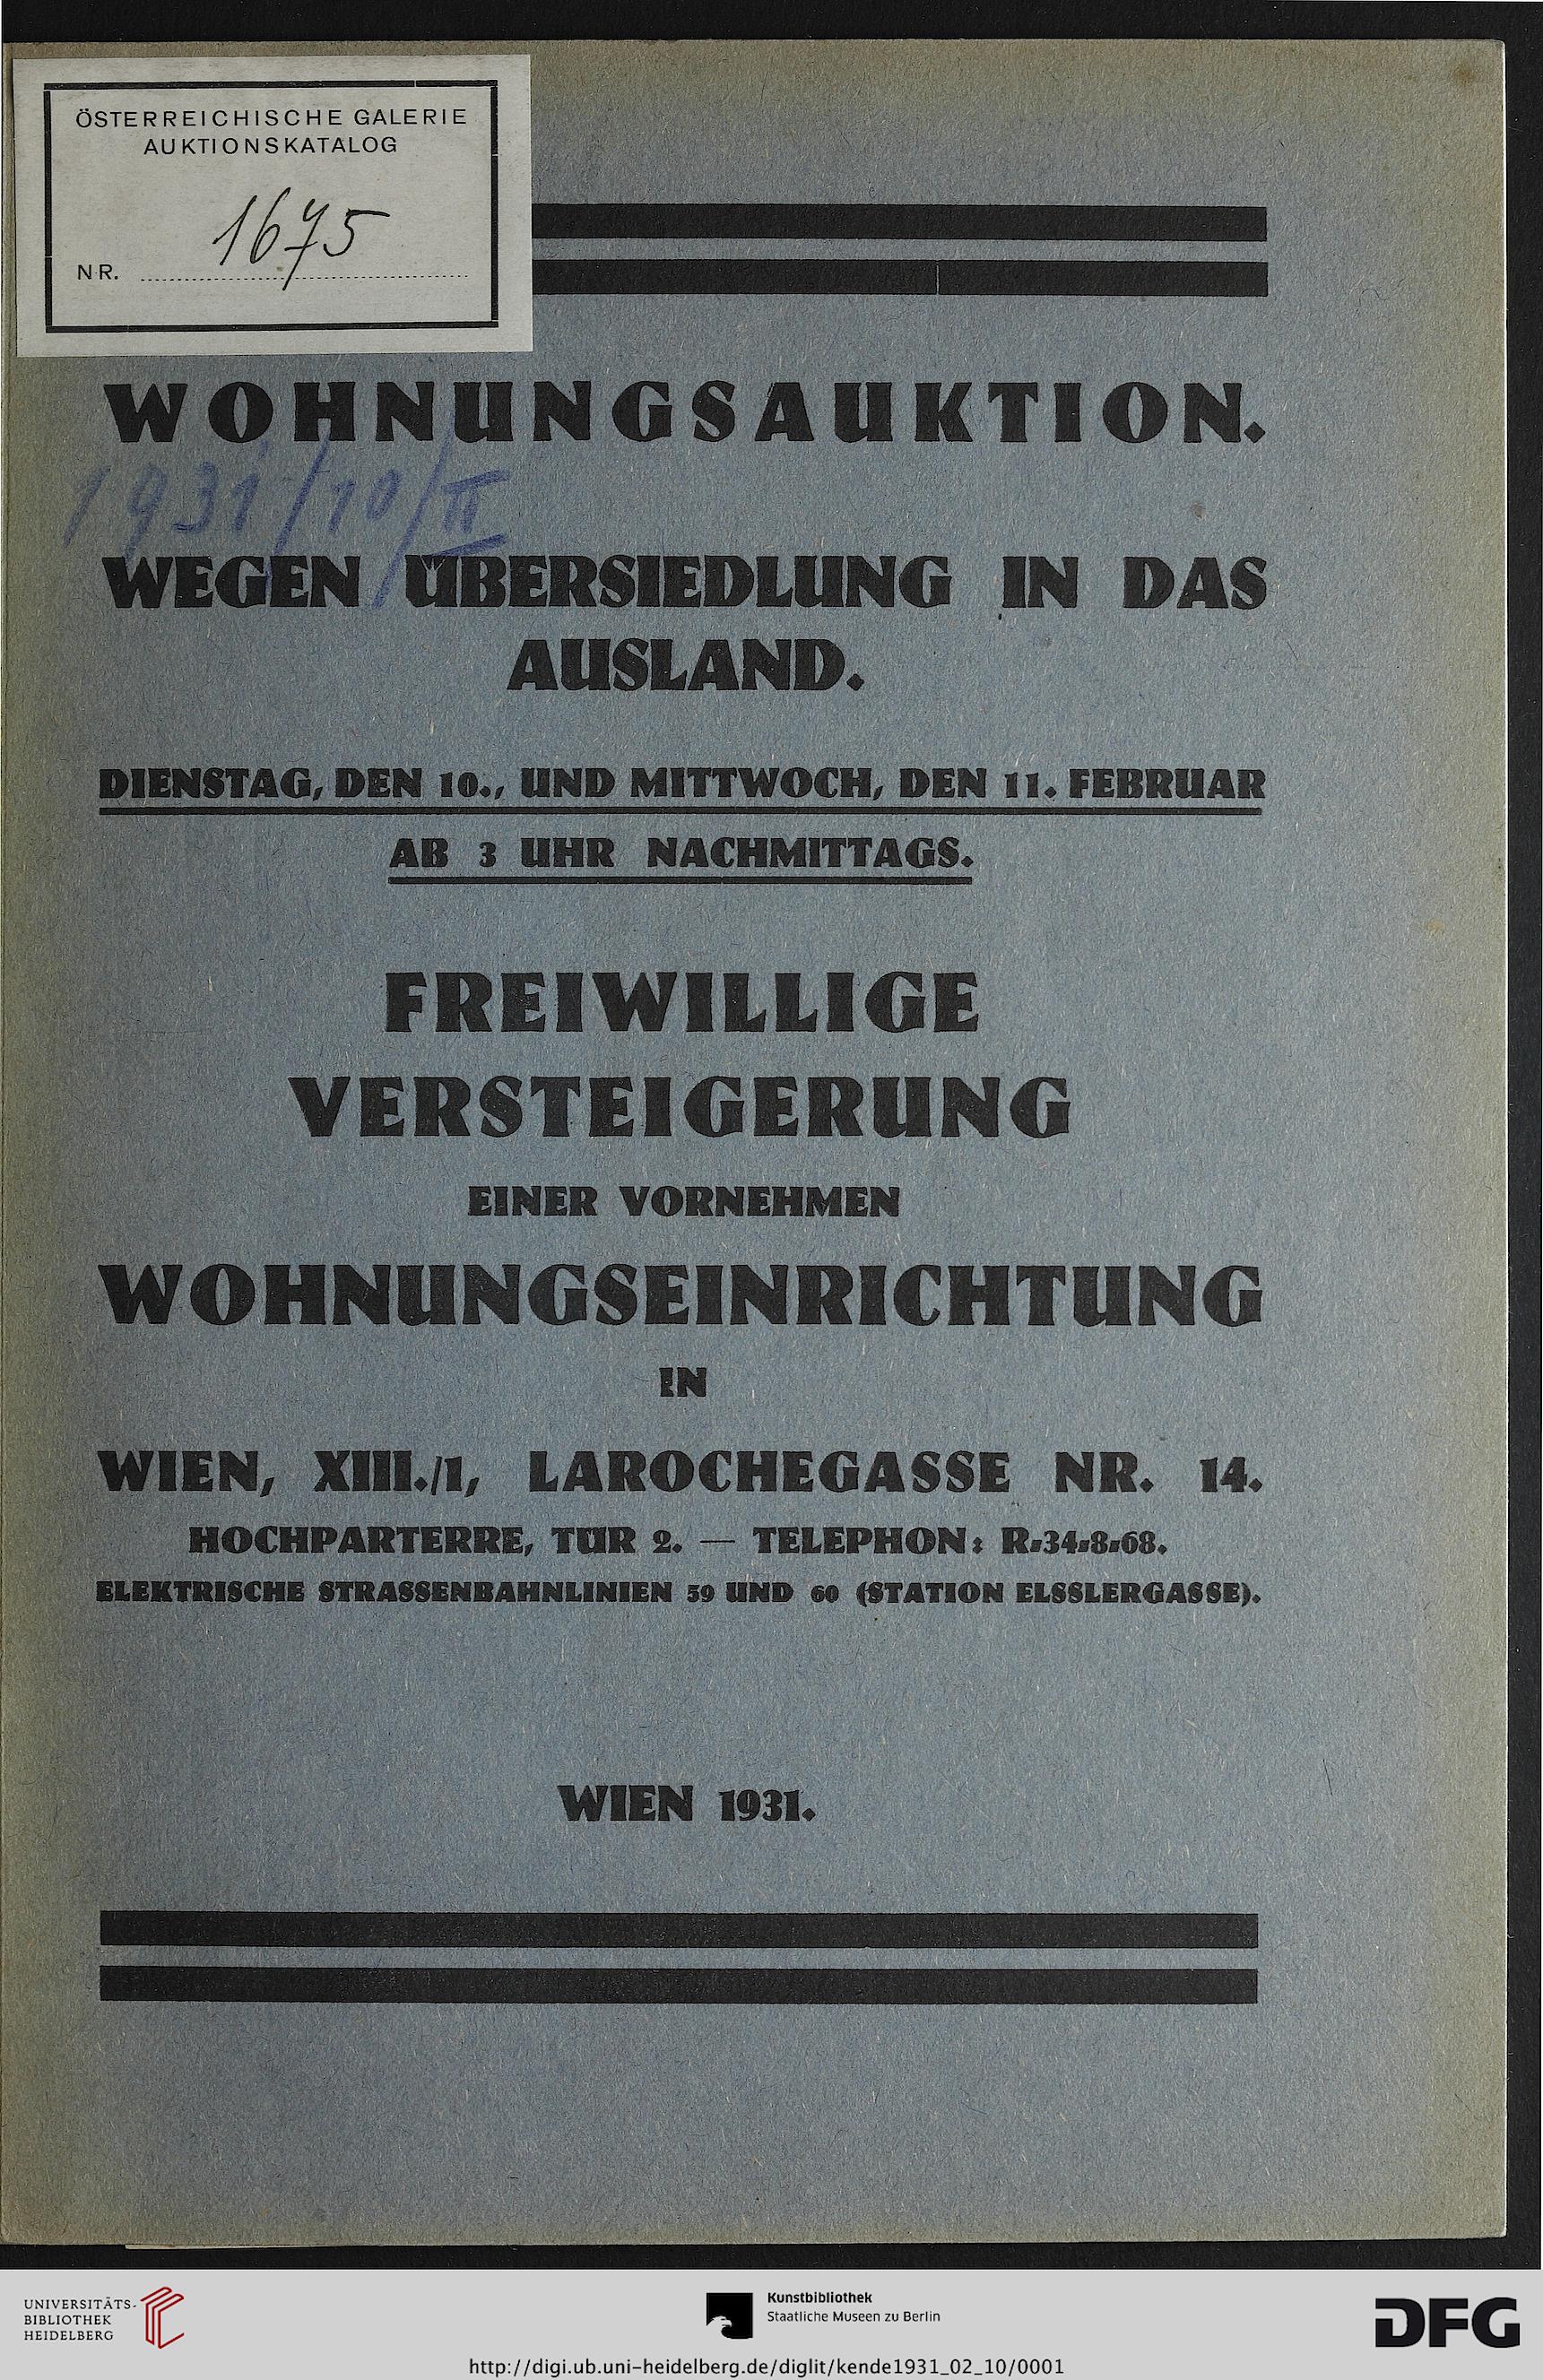 ÖSTERREICHISCHE GALERIE
AUKTIONSKATALOG
1675
NR.
WOHNUNGSAUKTION.
1931/10/II
WEGEN ÜBERSIEDLUNG IN DAS
AUSLAND.
DIENSTAG, DEN 10., UND MITTWOCH, DEN 11. FEBRUAR
AB 3 UHR NACHMITTAGS.
FREIWILLIGE
VERSTEIGERUNG
EINER VORNEHMEN
WOHNUNGSEINRICHTUNG
IN
WIEN, XIII./1, LAROCHEGASSE NR. 14.
HOCHPARTERRE, TÜR 2. — TELEPHON: R-34-8-68.
ELEKTRISCHE STRASSENBAHNLINIEN 59 UND 60 (STATION ELSSLERGASSE).
WIEN 1931.
UNIVERSITÄTS-
BIBLIOTHEK
HEIDELBERG
Kunstbibliothek
Staatliche Museen zu Berlin
DFG
http://digi.ub.uni-heidelberg.de/diglit/kende1931_02_10/0001